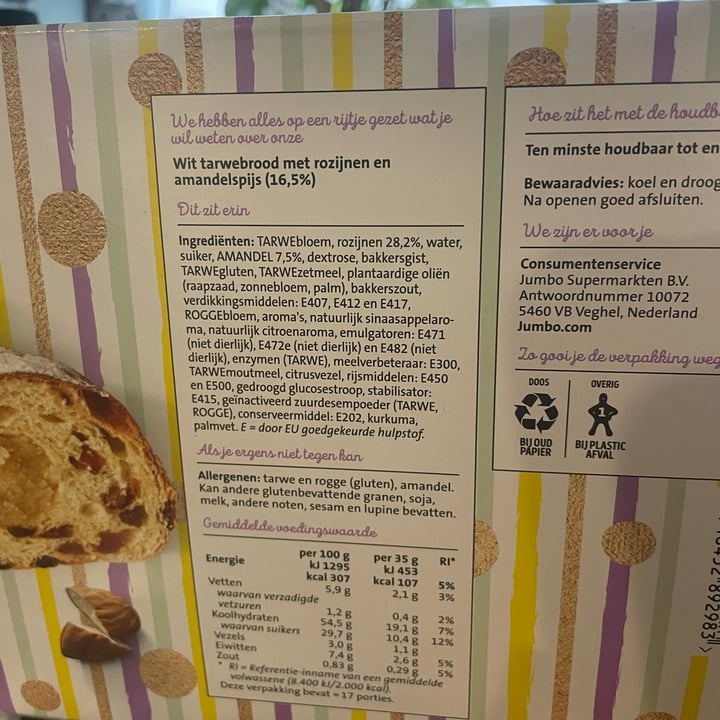 We hebben alles op een rijtje gezet wat je
wil weten over onze
Wit tarwebrood met rozijnen en
amandelspijs (16,5%)
Dit zit erin
Ingrediënten: TARWEbloem, rozijnen 28,2%, water,
suiker, AMANDEL 7,5%, dextrose, bakkersgist,
TARWEgluten, TARWEzetmeel, plantaardige oliën
(raapzaad, zonnebloem, palm), bakkerszout,
verdikkingsmiddelen: E407, E412 en E417,
ROGGEbloem, aroma's, natuurlijk sinaasappelaro-
ma, natuurlijk citroenaroma, emulgatoren: E471
(niet dierlijk), E472e (niet dierlijk) en E482 (niet
dierlijk), enzymen (TARWE), meelverbeteraar: E300,
TARWEmoutmeel, citrusvezel, rijsmiddelen: E450
en E500, gedroogd glucosestroop, stabilisator:
E415, geïnactiveerd zuurdesempoeder (TARWE,
ROGGE), conserveermiddel: E202, kurkuma,
palmvet. E = door EU goedgekeurde hulpstof.
Als je ergens niet tegen kan
Allergenen: tarwe en rogge (gluten), amandel.
Kan andere glutenbevattende granen, soja,
melk, andere noten, sesam en lupine bevatten.
Gemiddelde voedingswaarde
per 100 g per 35 g RI*
Energie kJ 1295 kJ 453
kcal 307 kcal 107 5%
Vetten 5,9 g 2,1 g 3%
waarvan verzadigde
vetzuren 1,2 g 0,4 g 2%
Koolhydraten 54,5 g 19,1 g 7%
waarvan suikers 29,7 g 10,4 g 12%
Vezels 3,0 g 1,1 g
Eiwitten 7,4 g 2,6 g 5%
Zout 0,83 g 0,29 g 5%
* RI = Referentie-inname van een gemiddelde
volwassene (8.400 kJ/2.000 kcal).
Deze verpakking bevat ≈ 17 porties.
Hoe zit het met de houdb
Ten minste houdbaar tot en
Bewaaradvies: koel en droog
Na openen goed afsluiten.
We zijn er voor je
Consumentenservice
Jumbo Supermarkten B.V.
Antwoordnummer 10072
5460 VB Veghel, Nederland
Jumbo.com
Zo gooi je de verpakking weg
DOOS OVERIG
1
BIJ OUD BIJ PLASTIC
PAPIER AFVAL